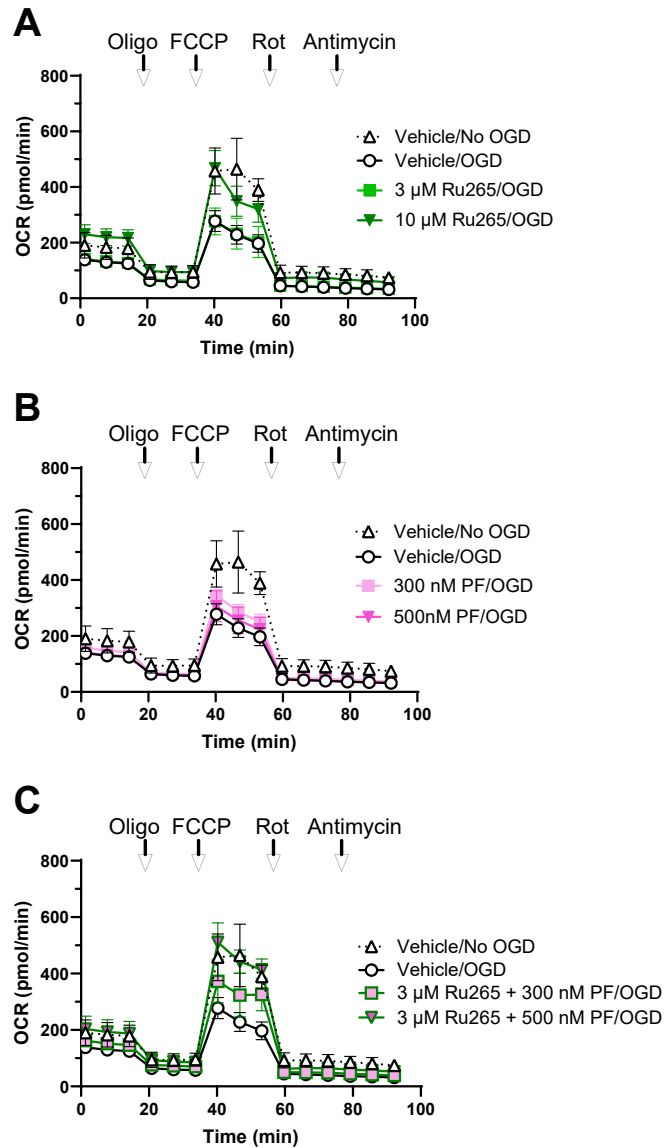 A
Oligo FCCP Rot Antimycin
800
600
400
200
0
OCR (pmol/min)
0 20 40 60 80 100
Time (min)
Vehicle/No OGD
Vehicle/OGD
3 µM Ru265/OGD
10 µM Ru265/OGD
B
Oligo FCCP Rot Antimycin
800
600
400
200
0
OCR (pmol/min)
0 20 40 60 80 100
Time (min)
Vehicle/No OGD
Vehicle/OGD
300 nM PF/OGD
500nM PF/OGD
C
Oligo FCCP Rot Antimycin
800
600
400
200
0
OCR (pmol/min)
0 20 40 60 80 100
Time (min)
Vehicle/No OGD
Vehicle/OGD
3 µM Ru265 + 300 nM PF/OGD
3 µM Ru265 + 500 nM PF/OGD